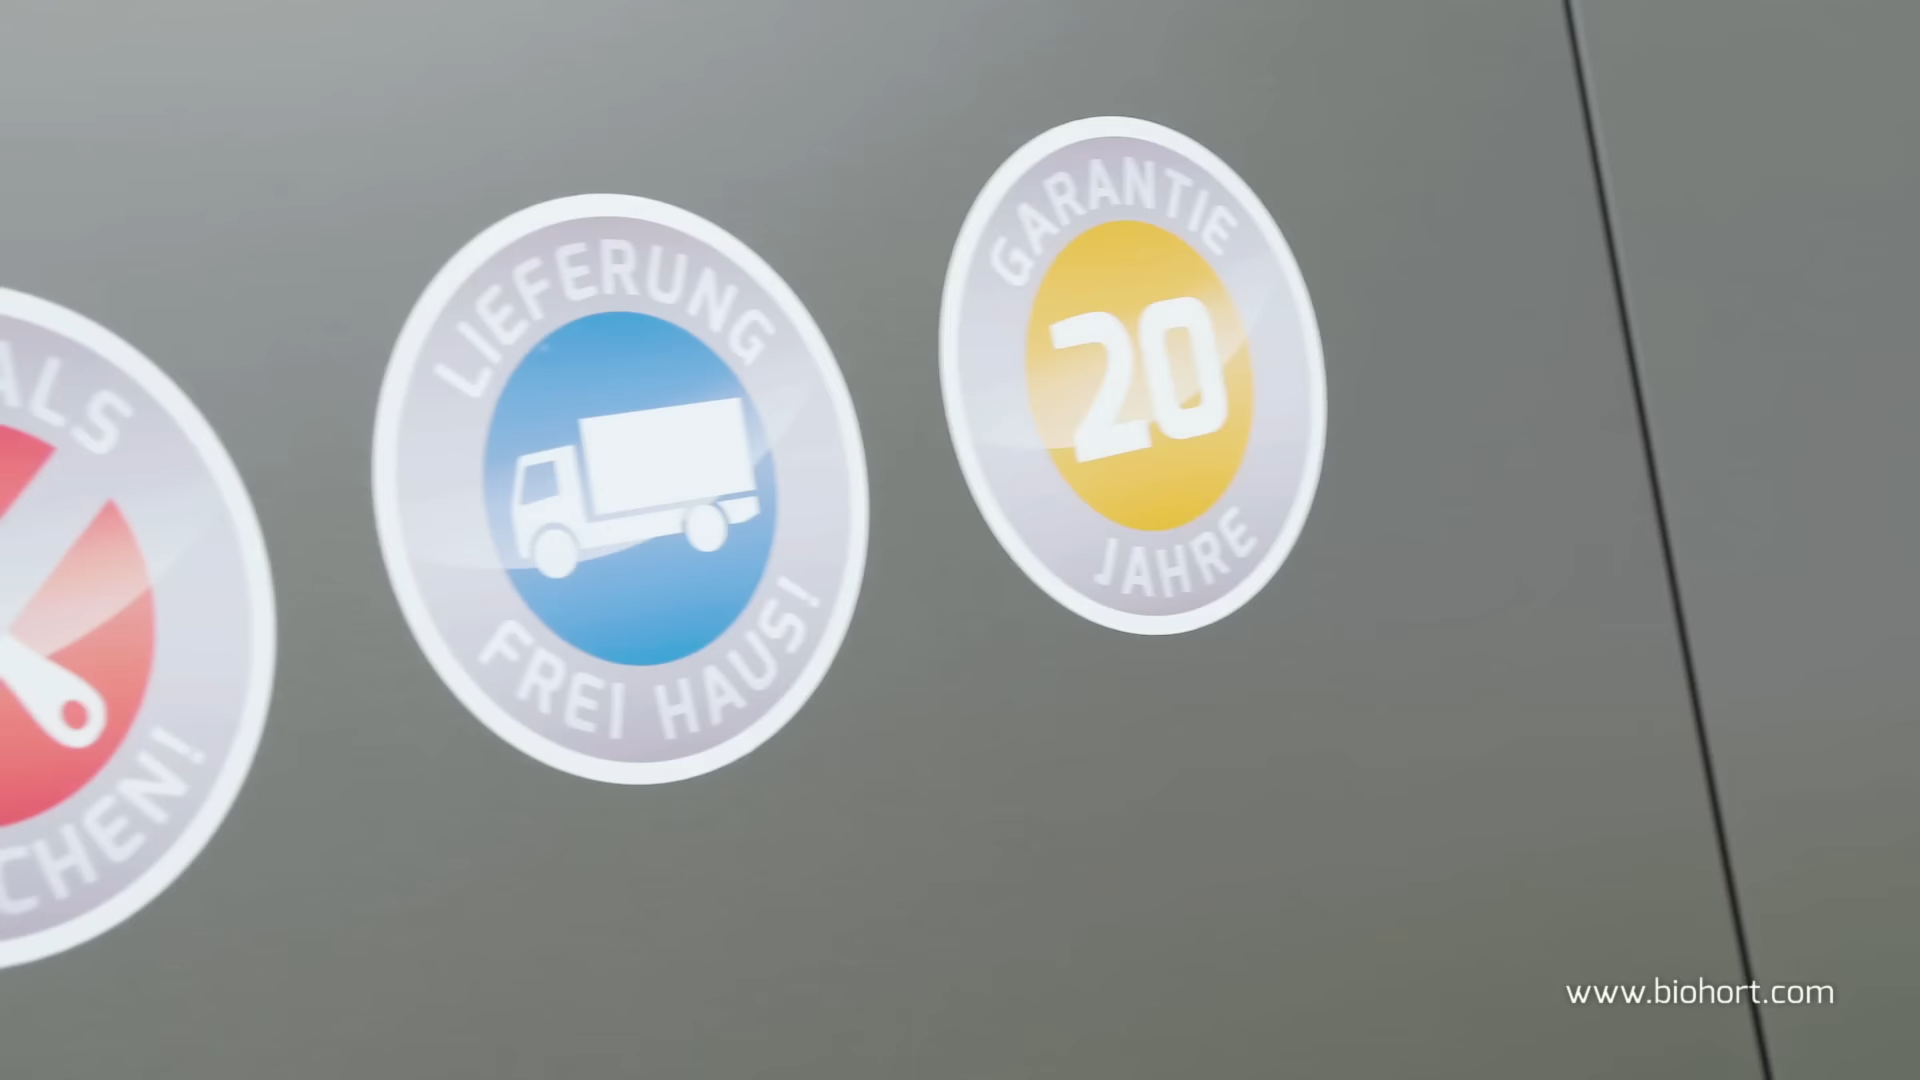 ALS
CHEN!
LIEFERUNG
FREI HAUS!
GARANTIE
20
JAHRE
www.biohort.com